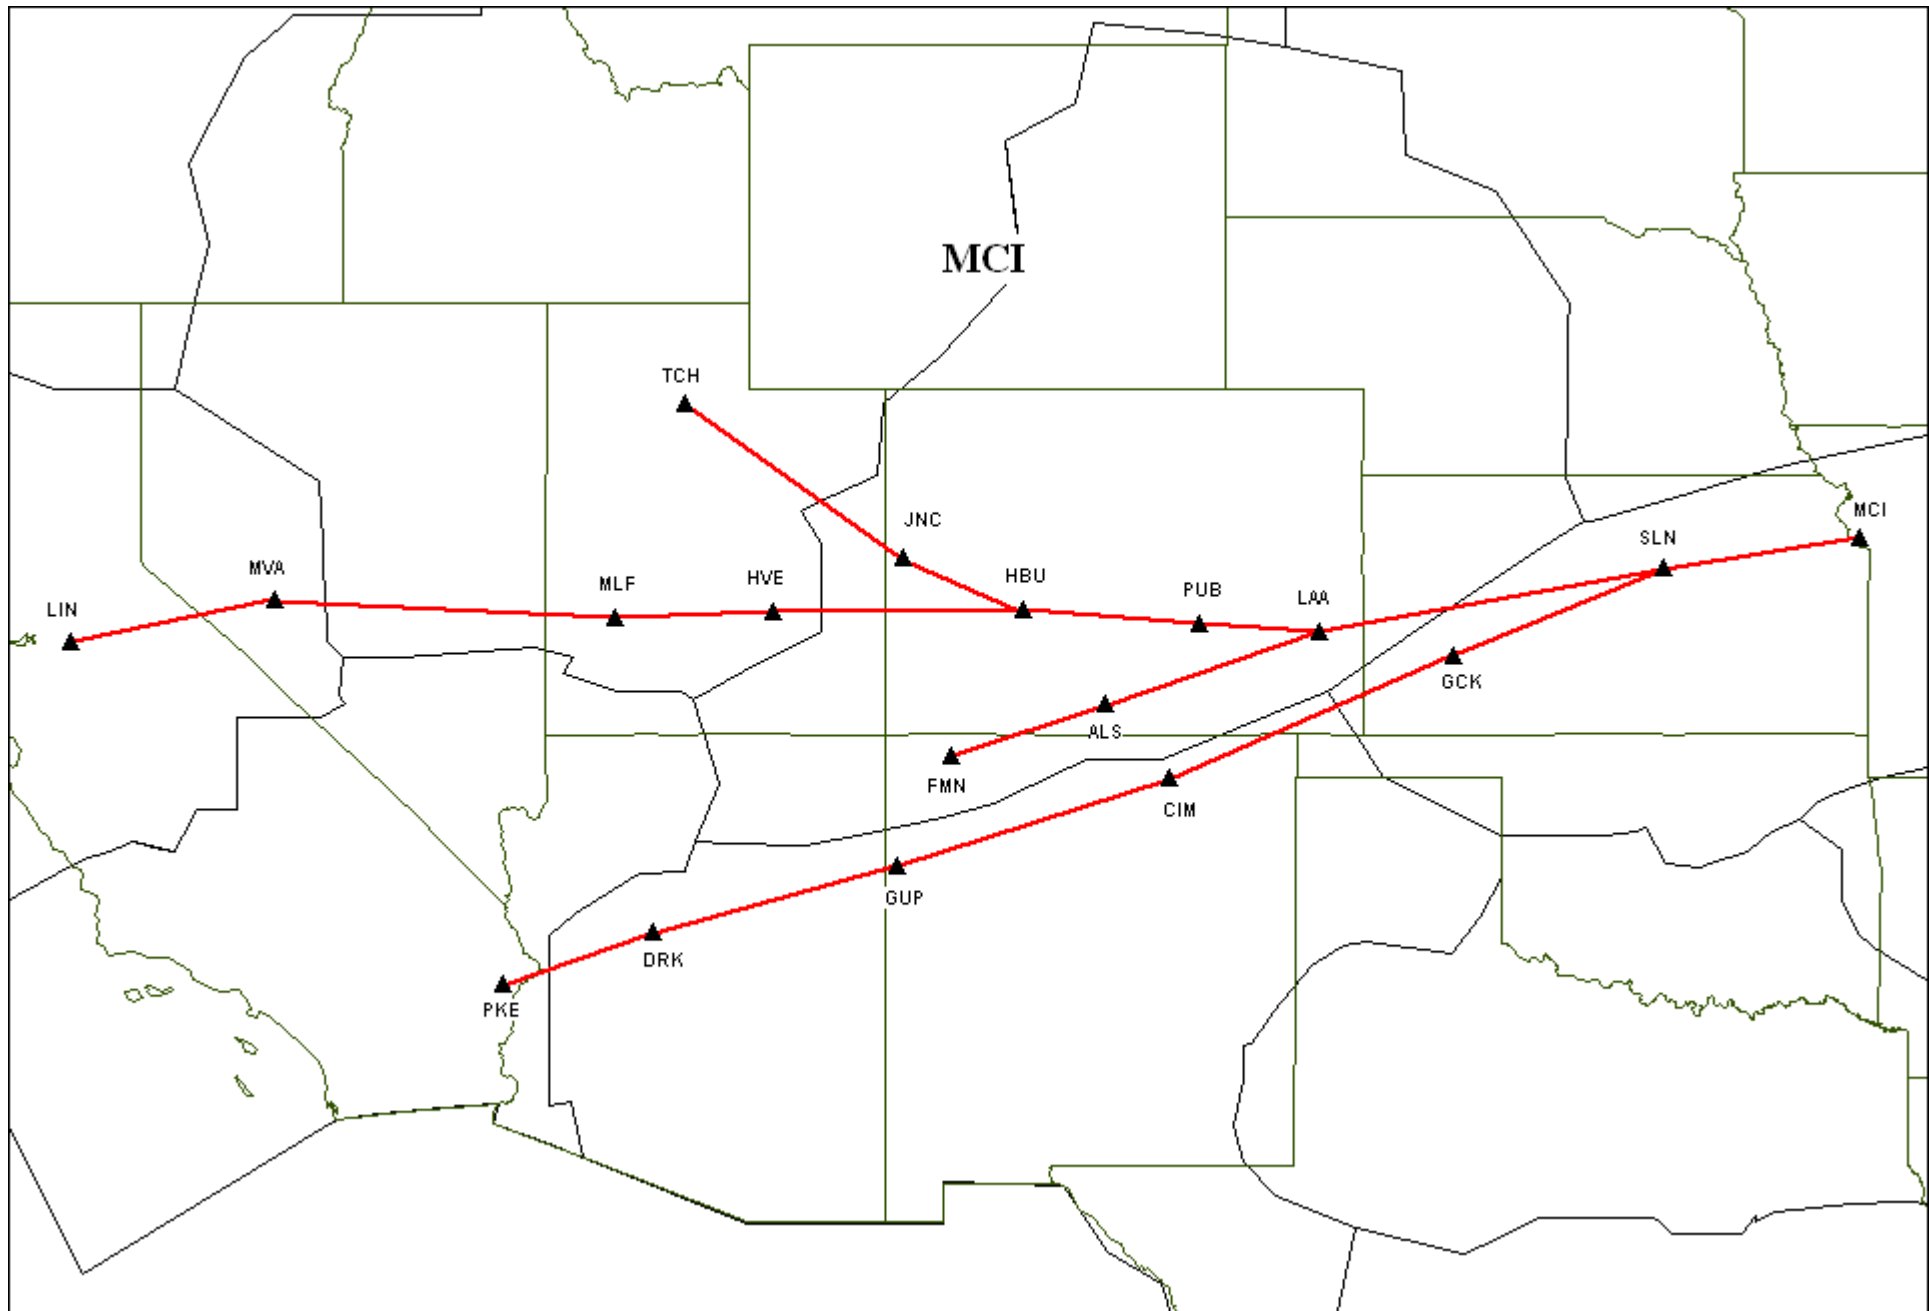 MCI
TCH
JNC
MCI
SLN
MVA
MLF
HVE
HBU
PUB
LAA
LIN
GCK
ALS
FMN
CIM
GUP
DRK
PKE